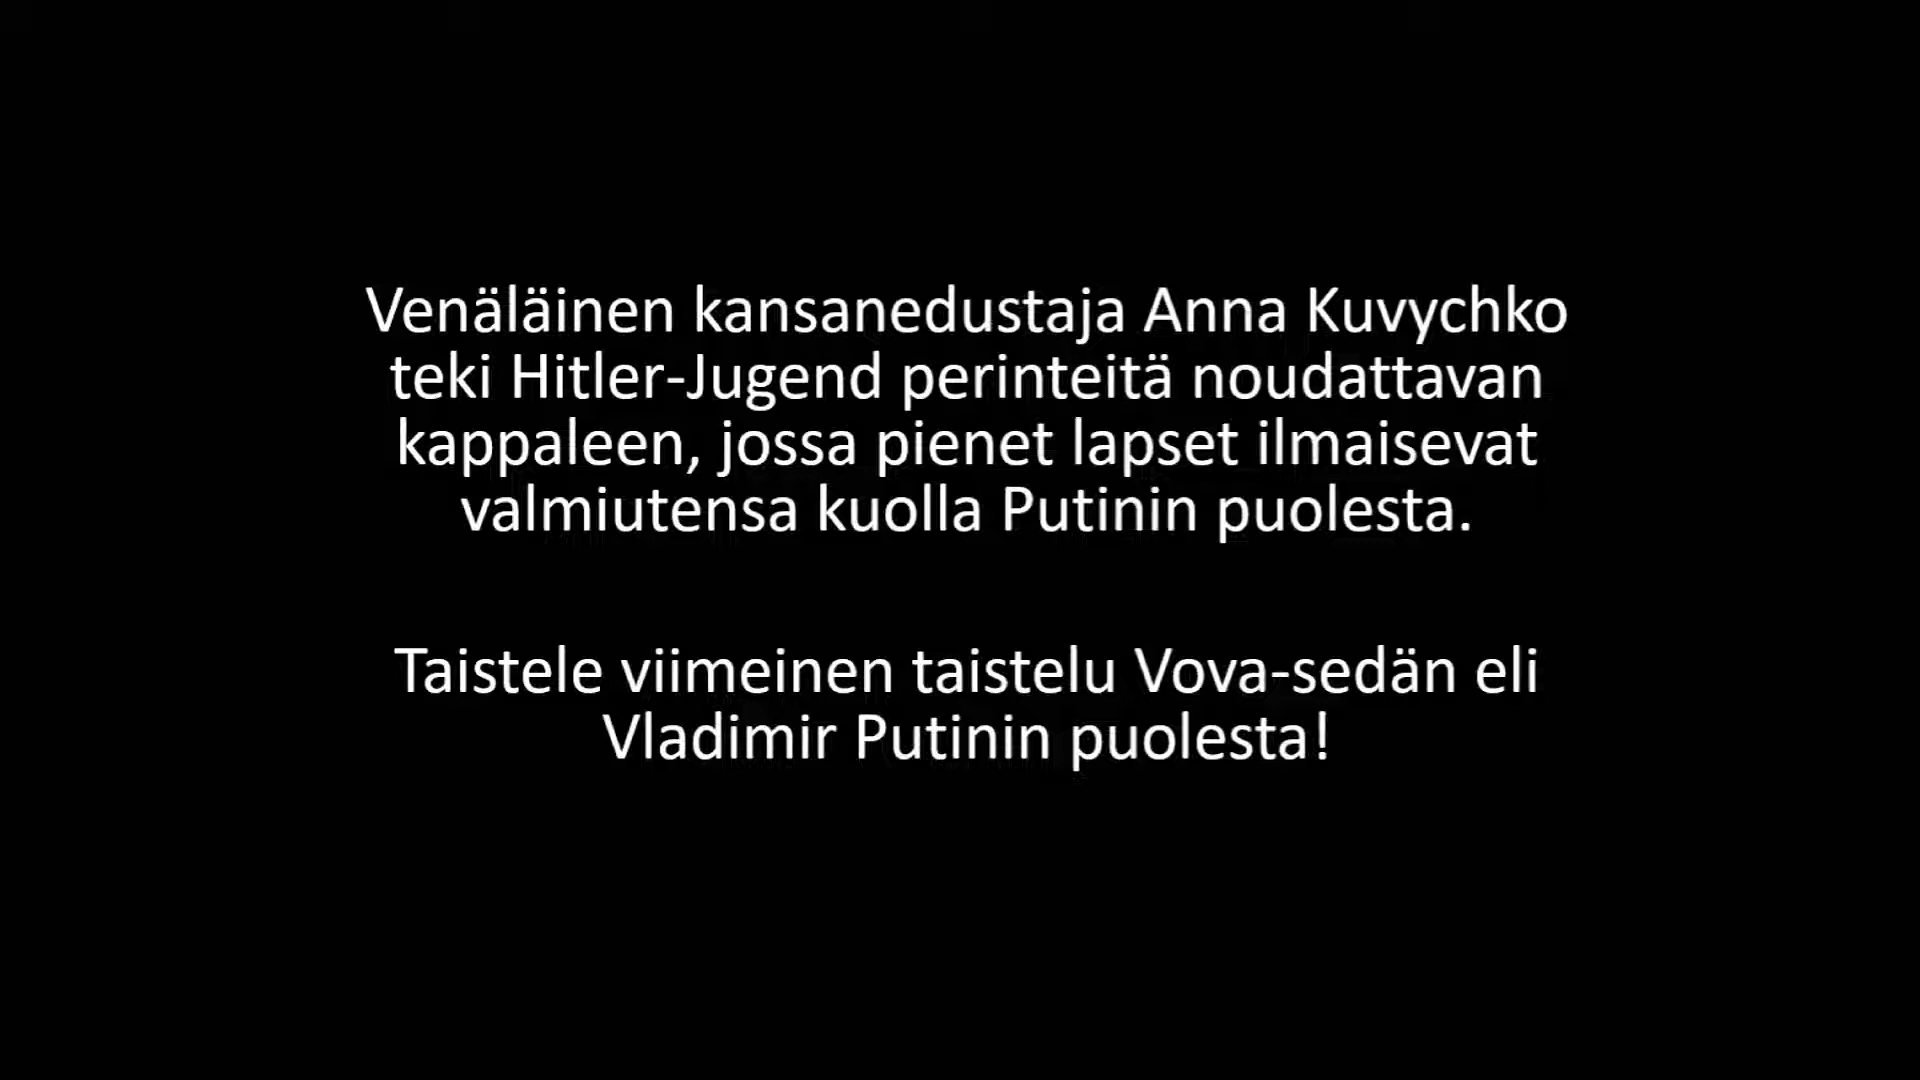 Venäläinen kansanedustaja Anna Kuvychko
teki Hitler-Jugend perinteitä noudattavan
kappaleen, jossa pienet lapset ilmaisevat
valmiutensa kuolla Putinin puolesta.
Taistele viimeinen taistelu Vova-sedän eli
Vladimir Putinin puolesta!